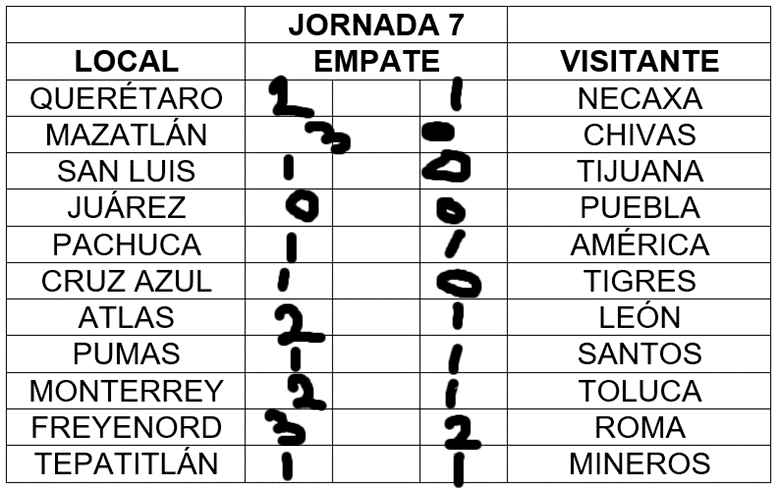 JORNADA 7
LOCAL EMPATE VISITANTE
QUERÉTARO 2 1 NECAXA
MAZATLÁN 3 0 CHIVAS
SAN LUIS 1 0 TIJUANA
JUÁREZ 0 0 PUEBLA
PACHUCA 1 1 AMÉRICA
CRUZ AZUL 1 0 TIGRES
ATLAS 2 1 LEÓN
PUMAS 1 1 SANTOS
MONTERREY 2 1 TOLUCA
FREYENORD 3 2 ROMA
TEPATITLÁN 1 1 MINEROS